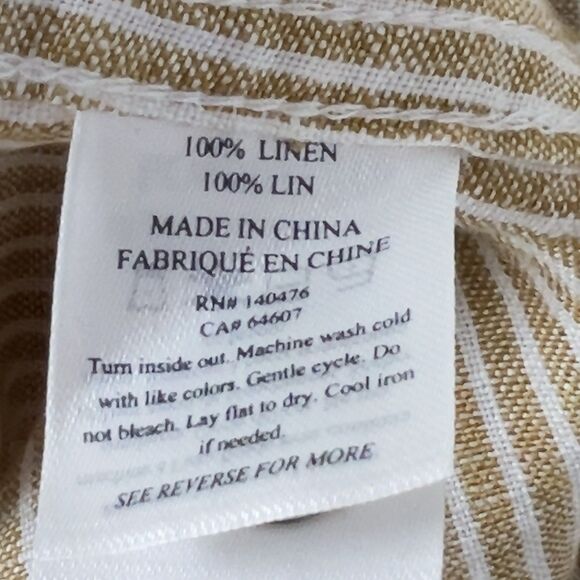 100% LINEN
100% LIN
MADE IN CHINA
FABRIQUÉ EN CHINE
RN# 140476
CA# 64607
Turn inside out. Machine wash cold
with like colors. Gentle cycle. Do
not bleach. Lay flat to dry. Cool iron
if needed.
SEE REVERSE FOR MORE